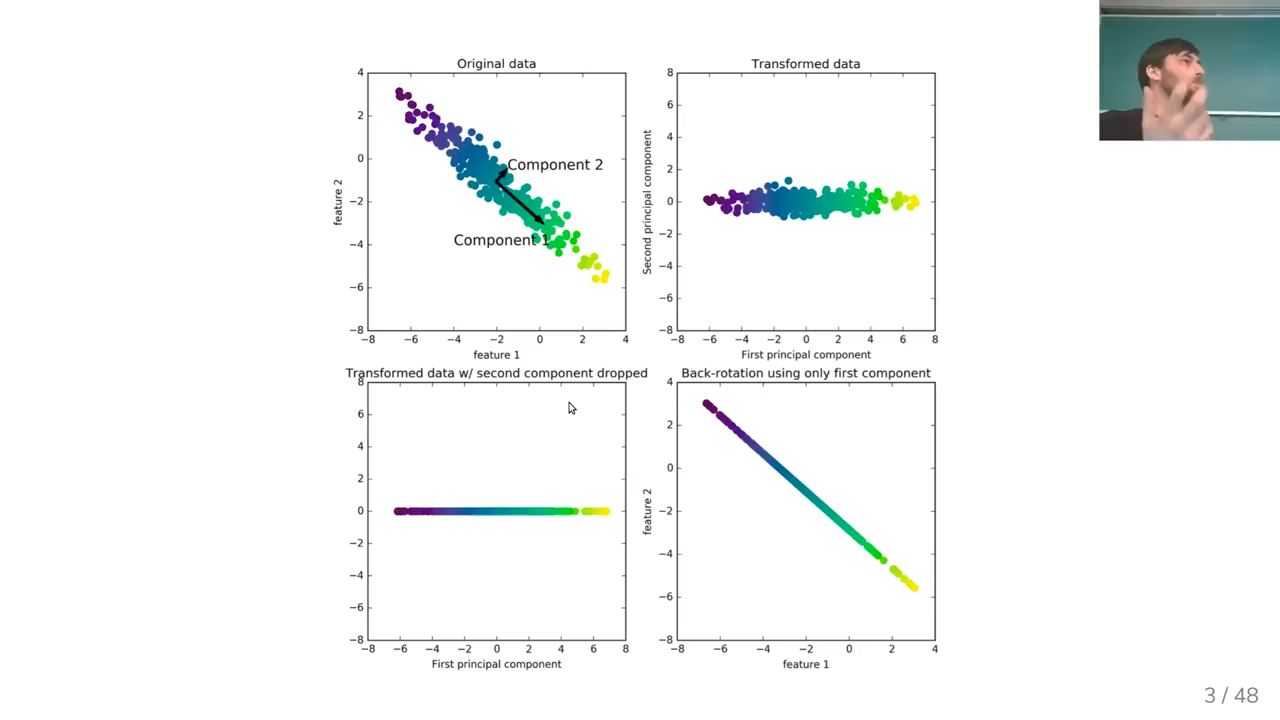 Original data
4
2
0
−2
−4
−6
−8
feature 2
Component 2
Component 1
−8 −6 −4 −2 0 2 4
feature 1
Transformed data
8
6
4
2
0
−2
−4
−6
−8
Second principal component
−8 −6 −4 −2 0 2 4 6 8
First principal component
Transformed data w/ second component dropped
8
6
4
2
0
−2
−4
−6
−8
−8 −6 −4 −2 0 2 4 6 8
First principal component
Back-rotation using only first component
4
2
0
−2
−4
−6
−8
feature 2
−8 −6 −4 −2 0 2 4
feature 1
3 / 48